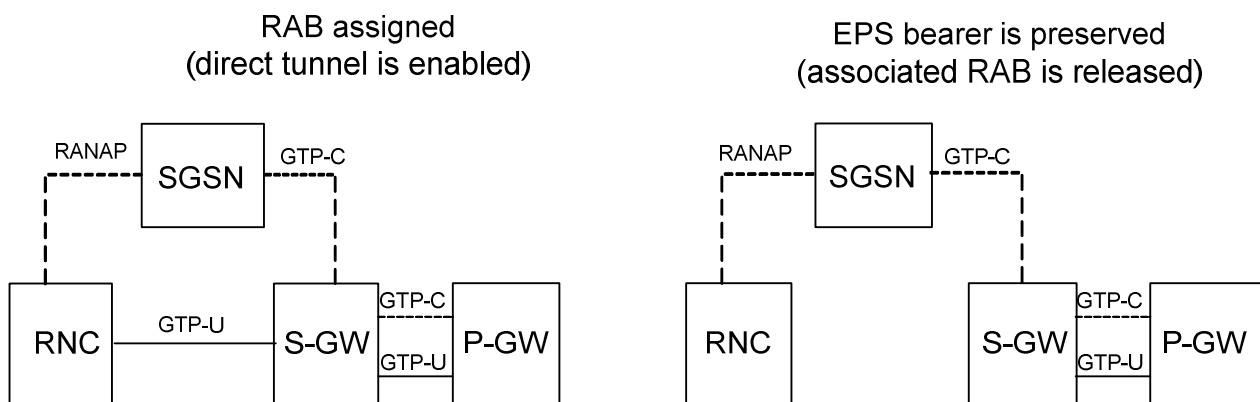 RAB assigned
(direct tunnel is enabled)
RANAP
SGSN
GTP-C
RNC
GTP-U
S-GW
GTP-C
GTP-U
P-GW
EPS bearer is preserved
(associated RAB is released)
RANAP
SGSN
GTP-C
RNC
S-GW
GTP-C
GTP-U
P-GW